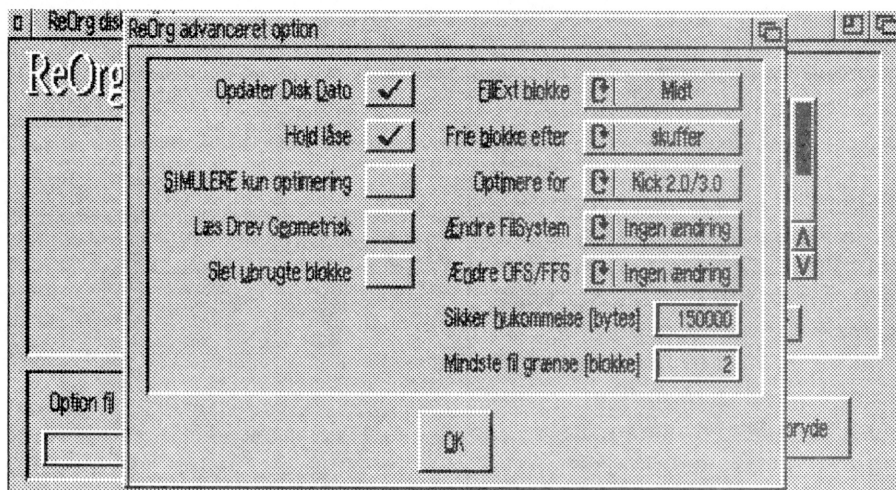 ReOrg disk
ReOrg advanceret option
ReOrg
Opdater Disk Dato
FilExt blokke
Midt
Hold låse
Frie blokke efter
skuffer
SIMULERE kun optimering
Optimere for
Kick 2.0/3.0
Læs Drev Geometrisk
Ændre FilSystem
Ingen ændring
Slet ubrugte blokke
Ændre OFS/FFS
Ingen ændring
Sikker hukommelse [bytes]
150000
Mindste fil grænse [blokke]
2
Option fil
OK
bryde